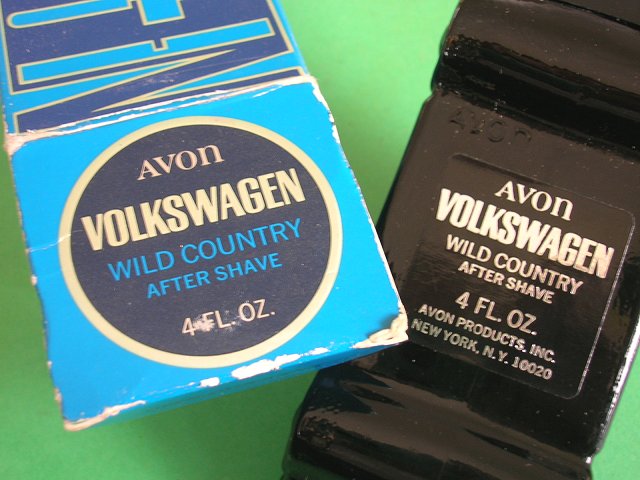 AVON
VOLKSWAGEN
WILD COUNTRY
AFTER SHAVE
4 FL. OZ.
AVON
AVON
VOLKSWAGEN
WILD COUNTRY
AFTER SHAVE
4 FL. OZ.
AVON PRODUCTS, INC.
NEW YORK, N.Y. 10020